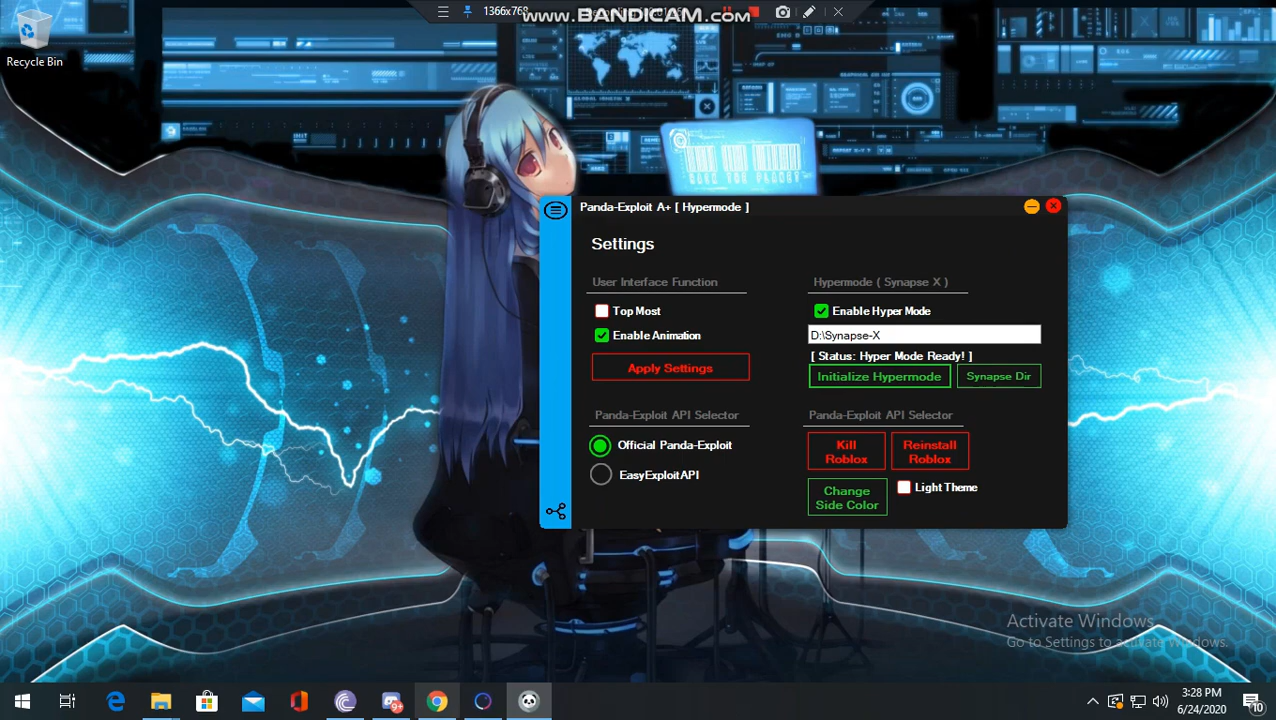 1366x768
www.BANDICAM.com
Recycle Bin
Panda-Exploit A+ [ Hypermode ]
Settings
User Interface Function
Top Most
Enable Animation
Apply Settings
Hypermode ( Synapse X )
Enable Hyper Mode
D:\Synapse-X
[ Status: Hyper Mode Ready! ]
Initialize Hypermode
Synapse Dir
Panda-Exploit API Selector
Official Panda-Exploit
EasyExploitAPI
Panda-Exploit API Selector
Kill
Roblox
Reinstall
Roblox
Change
Side Color
Light Theme
Activate Windows
Go to Settings to activate Windows.
9+
3:28 PM
6/24/2020
10